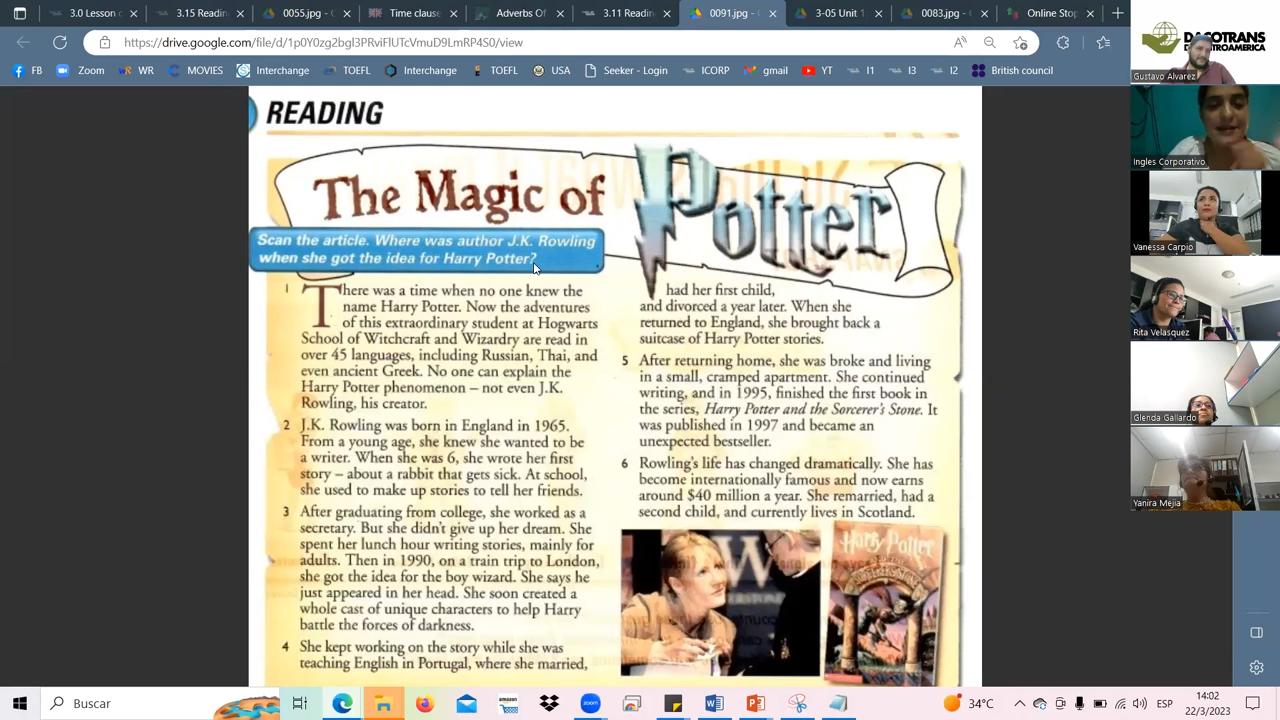 3.0 Lesson
3.15 Readin
0055.jpg -
Time clause
Adverbs Of
3.11 Readin
0091.jpg -
3-05 Unit 1
0083.jpg -
Online Stop
https://drive.google.com/file/d/1p0Y0zg2bgl3PRviFlUTcVmuD9LmRP4S0/view
FB
Zoom
WR
MOVIES
Interchange
TOEFL
Interchange
TOEFL
USA
Seeker - Login
ICORP
gmail
YT
I1
I3
I2
British council
READING
The Magic of Potter
Scan the article. Where was author J.K. Rowling
when she got the idea for Harry Potter?
1 There was a time when no one knew the
name Harry Potter. Now the adventures
of this extraordinary student at Hogwarts
School of Witchcraft and Wizardry are read in
over 45 languages, including Russian, Thai, and
even ancient Greek. No one can explain the
Harry Potter phenomenon – not even J.K.
Rowling, his creator.
2 J.K. Rowling was born in England in 1965.
From a young age, she knew she wanted to be
a writer. When she was 6, she wrote her first
story – about a rabbit that gets sick. At school,
she used to make up stories to tell her friends.
3 After graduating from college, she worked as a
secretary. But she didn't give up her dream. She
spent her lunch hour writing stories, mainly for
adults. Then in 1990, on a train trip to London,
she got the idea for the boy wizard. She says he
just appeared in her head. She soon created a
whole cast of unique characters to help Harry
battle the forces of darkness.
4 She kept working on the story while she was
teaching English in Portugal, where she married,
had her first child,
and divorced a year later. When she
returned to England, she brought back a
suitcase of Harry Potter stories.
5 After returning home, she was broke and living
in a small, cramped apartment. She continued
writing, and in 1995, finished the first book in
the series, Harry Potter and the Sorcerer's Stone. It
was published in 1997 and became an
unexpected bestseller.
6 Rowling's life has changed dramatically. She has
become internationally famous and now earns
around $40 million a year. She remarried, had a
second child, and currently lives in Scotland.
Harry Potter
Gustavo Alvarez
Ingles Corporativo
Vanessa Carpio
Rita Velasquez
Glenda Gallardo
Yanira Mejia
Buscar
amazon
zoom
34°C
ESP
14:02
22/3/2023